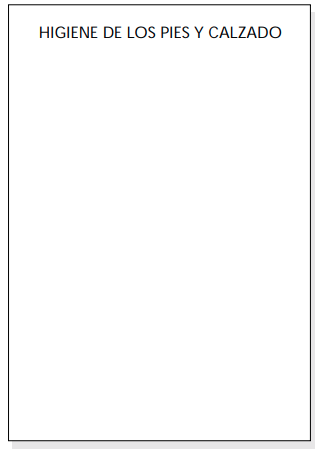 HIGIENE DE LOS PIES Y CALZADO